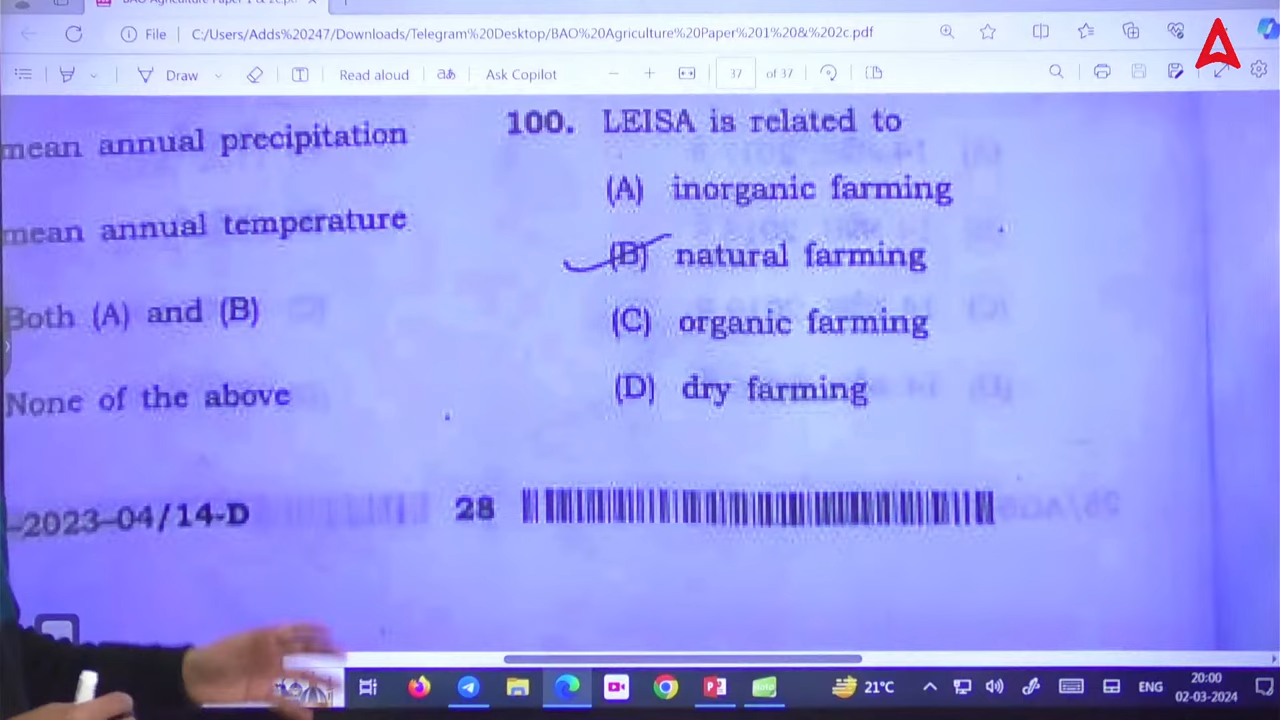 File | C:/Users/Adds%20247/Downloads/Telegram%20Desktop/BAO%20Agriculture%20Paper%201%20&%202c.pdf
Draw Read aloud Ask Copilot 37 of 37
mean annual precipitation
mean annual temperature
Both (A) and (B)
None of the above
100. LEISA is related to
(A) inorganic farming
(B) natural farming
(C) organic farming
(D) dry farming
-2023-04/14-D
28
21°C ENG 20:00
02-03-2024